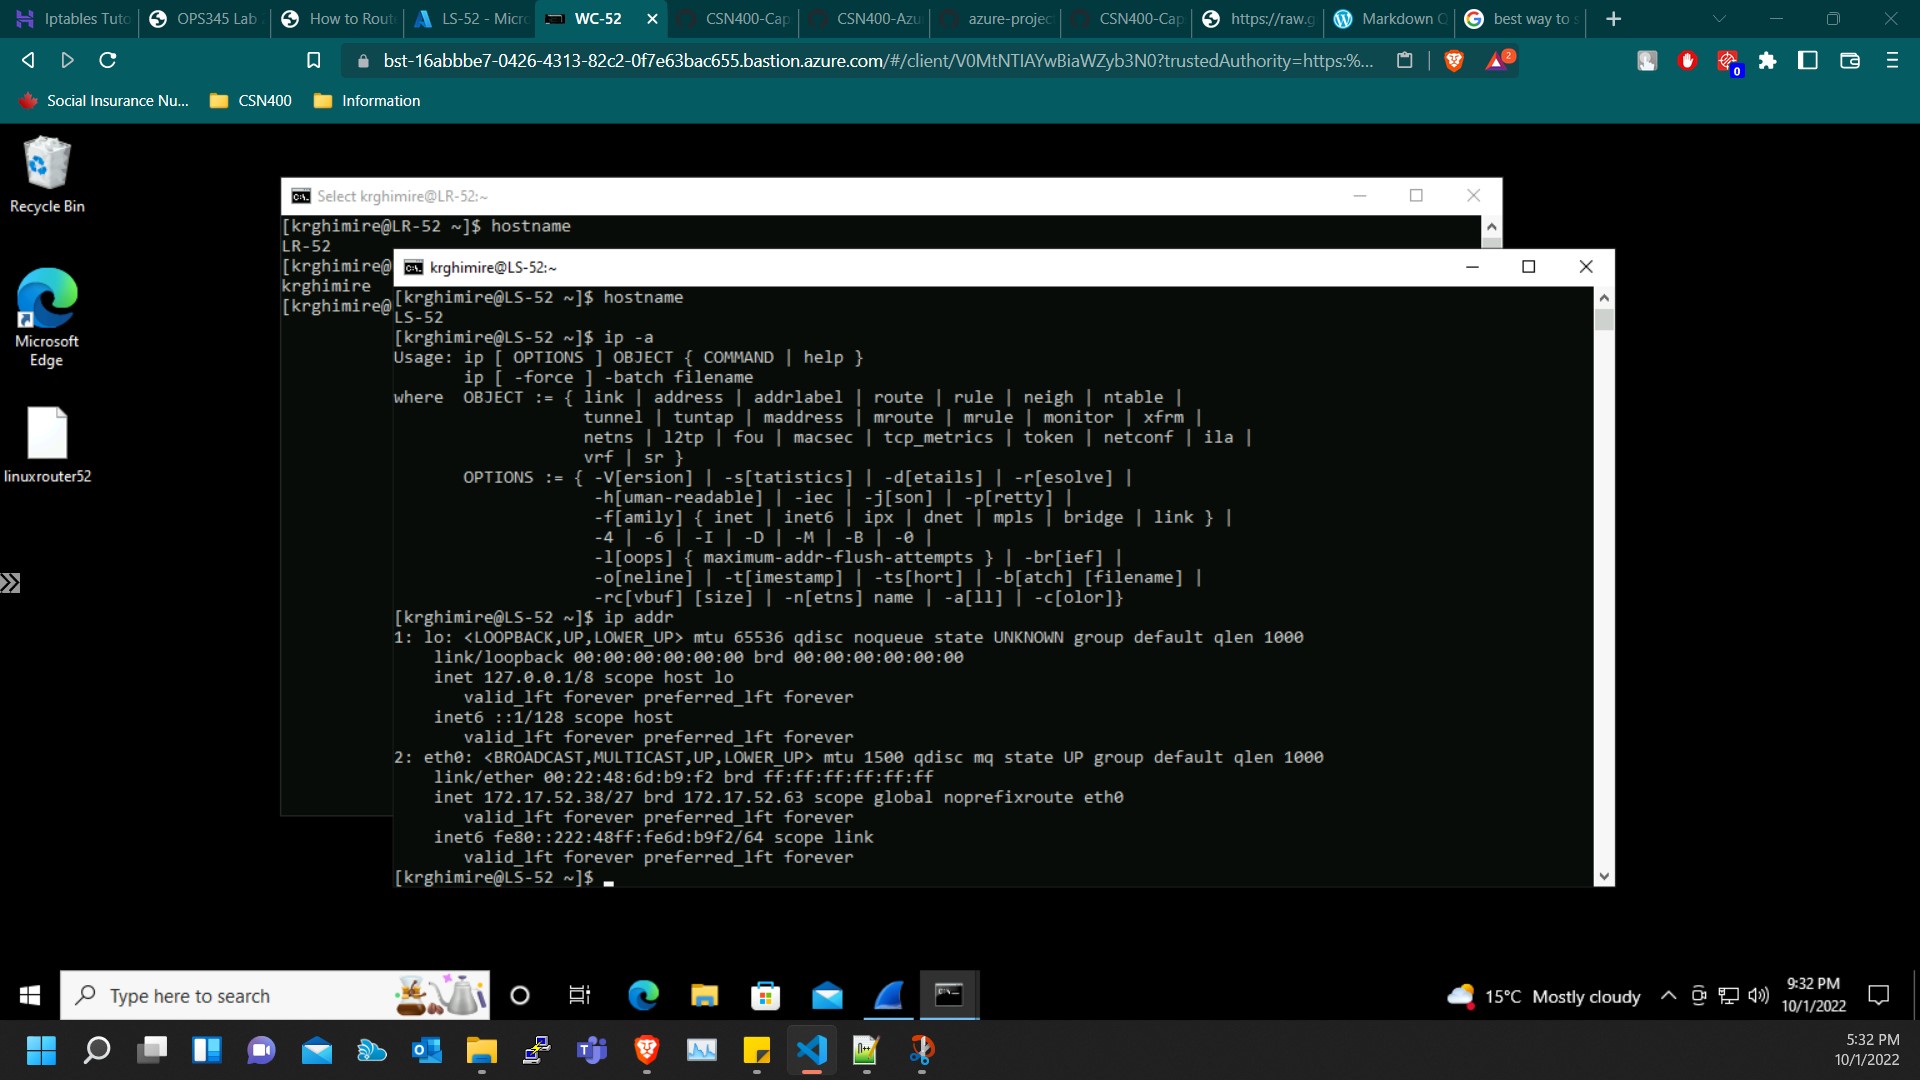 Iptables Tuto
OPS345 Lab
How to Rout
LS-52 - Micro
WC-52
CSN400-Cap
CSN400-Azu
azure-projec
CSN400-Cap
https://raw.g
Markdown
best way to s
bst-16abbbe7-0426-4313-82c2-0f7e63bac655.bastion.azure.com/#/client/V0MtNTIAYwBiaWZyb3N0?trustedAuthority=https:%...
2
0
Social Insurance Nu...
CSN400
Information
Recycle Bin
Microsoft
Edge
linuxrouter52
Select krghimire@LR-52:~
[krghimire@LR-52 ~]$ hostname
LR-52
[krghimire@
krghimire
[krghimire@
krghimire@LS-52:~
[krghimire@LS-52 ~]$ hostname
LS-52
[krghimire@LS-52 ~]$ ip -a
Usage: ip [ OPTIONS ] OBJECT { COMMAND | help }
ip [ -force ] -batch filename
where OBJECT := { link | address | addrlabel | route | rule | neigh | ntable |
tunnel | tuntap | maddress | mroute | mrule | monitor | xfrm |
netns | l2tp | fou | macsec | tcp_metrics | token | netconf | ila |
vrf | sr }
OPTIONS := { -V[ersion] | -s[tatistics] | -d[etails] | -r[esolve] |
-h[uman-readable] | -iec | -j[son] | -p[retty] |
-f[amily] { inet | inet6 | ipx | dnet | mpls | bridge | link } |
-4 | -6 | -I | -D | -M | -B | -0 |
-l[oops] { maximum-addr-flush-attempts } | -br[ief] |
-o[neline] | -t[imestamp] | -ts[hort] | -b[atch] [filename] |
-rc[vbuf] [size] | -n[etns] name | -a[ll] | -c[olor]}
[krghimire@LS-52 ~]$ ip addr
1: lo: <LOOPBACK,UP,LOWER_UP> mtu 65536 qdisc noqueue state UNKNOWN group default qlen 1000
link/loopback 00:00:00:00:00:00 brd 00:00:00:00:00:00
inet 127.0.0.1/8 scope host lo
valid_lft forever preferred_lft forever
inet6 ::1/128 scope host
valid_lft forever preferred_lft forever
2: eth0: <BROADCAST,MULTICAST,UP,LOWER_UP> mtu 1500 qdisc mq state UP group default qlen 1000
link/ether 00:22:48:6d:b9:f2 brd ff:ff:ff:ff:ff:ff
inet 172.17.52.38/27 brd 172.17.52.63 scope global noprefixroute eth0
valid_lft forever preferred_lft forever
inet6 fe80::222:48ff:fe6d:b9f2/64 scope link
valid_lft forever preferred_lft forever
[krghimire@LS-52 ~]$
Type here to search
15°C Mostly cloudy
9:32 PM
10/1/2022
5:32 PM
10/1/2022